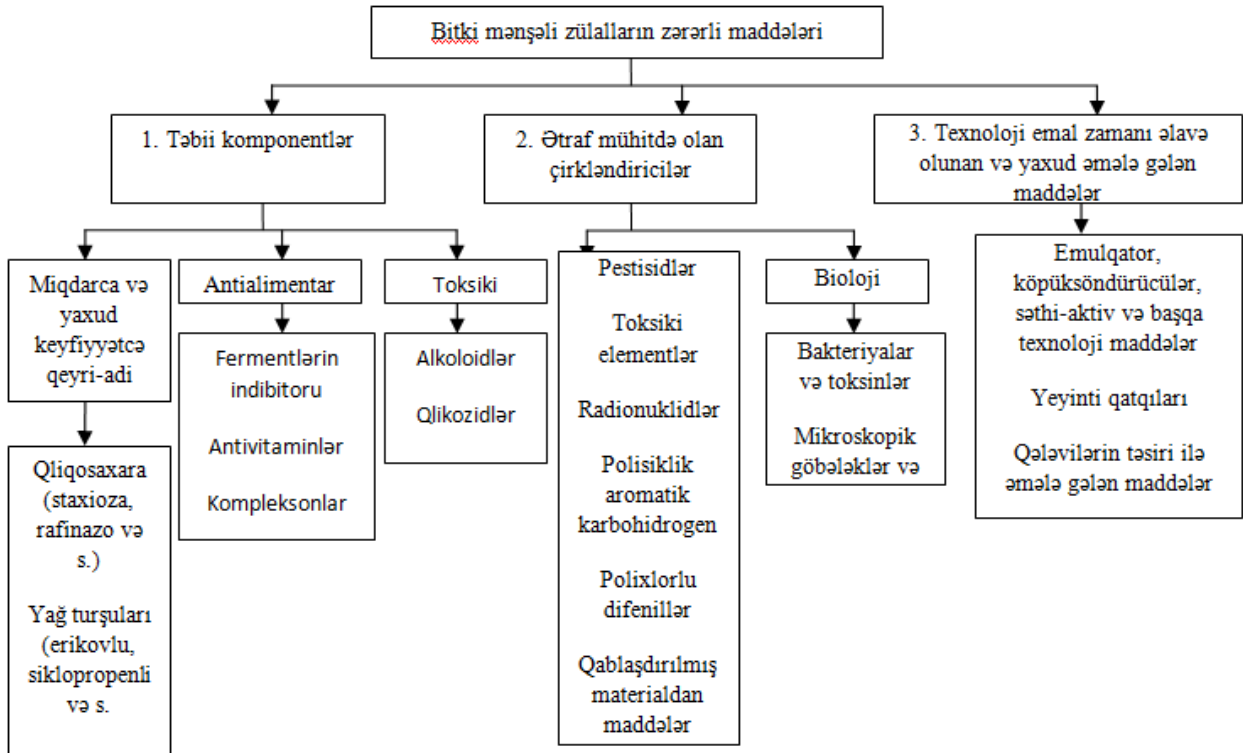 Bitki mənşəli zülalların zərərli maddələri
1. Təbii komponentlər
2. Ətraf mühitdə olan
çirkləndiricilər
3. Texnoloji emal zamanı əlavə
olunan və yaxud əmələ gələn
maddələr
Miqdarca və
yaxud
keyfiyyətcə
qeyri-adi
Antialimentar
Toksiki
Pestisidlər
Toksiki
elementlər
Radionuklidlər
Polisiklik
aromatik
karbohidrogen
Polixlorlu
difenillər
Qablaşdırılmış
materialdan
maddələr
Bioloji
Emulqator,
köpüksöndürücülər,
səthi-aktiv və başqa
texnoloji maddələr
Yeyinti qatqıları
Qələvilərin təsiri ilə
əmələ gələn maddələr
Qliqosaxara
(staxioza,
rafinazo və
s.)
Yağ turşuları
(erikovlu,
siklopropenli
və s.
Fermentlərin
indibitoru
Antivitaminlər
Kompleksonlar
Alkoloidlər
Qlikozidlər
Bakteriyalar
və toksinlər
Mikroskopik
göbələklər və